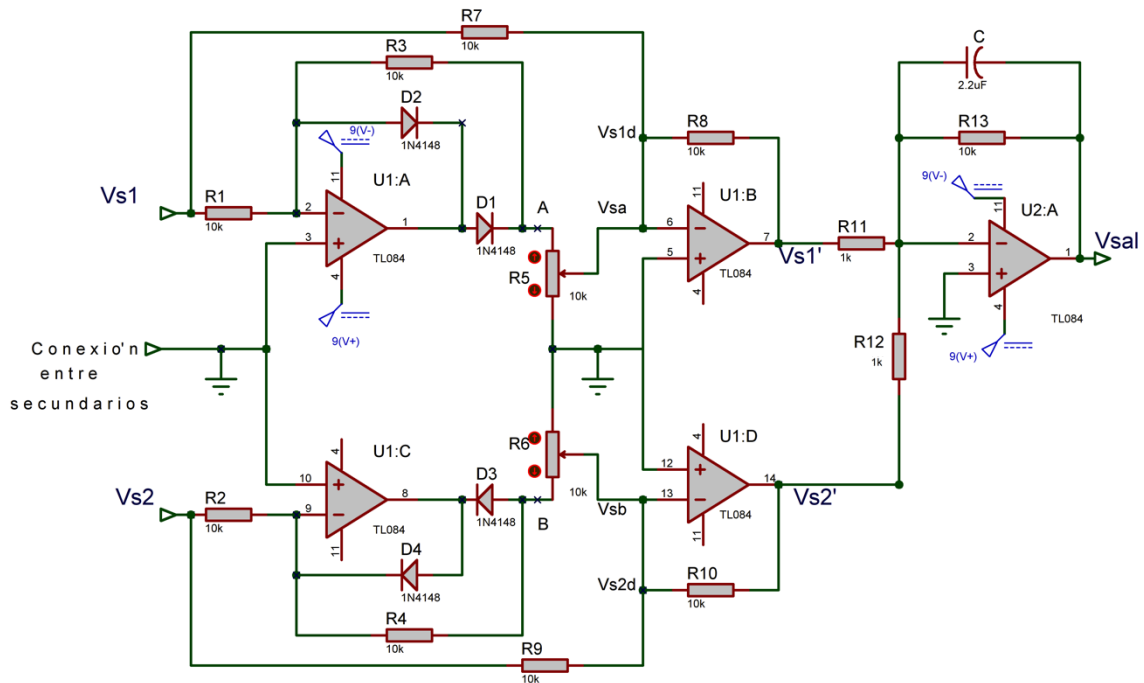 R7
10k
C
2.2uF
R3
10k
D2
1N4148
9(V-)
R13
10k
Vs1d
R8
10k
Vs1
R1
10k
11
U1:A
2
3
1
4
TL084
9(V+)
D1
1N4148
A
R5
10k
Vsa
11
U1:B
6
5
7
4
TL084
Vs1'
R11
1k
9(V-)
11
U2:A
2
3
1
4
TL084
9(V+)
Vsal
R12
1k
Conexio'n
entre
secundarios
R6
10k
U1:C
4
10
9
8
11
TL084
D3
1N4148
B
Vsb
U1:D
4
12
13
14
11
TL084
Vs2'
Vs2
R2
10k
D4
1N4148
Vs2d
R10
10k
R4
10k
R9
10k